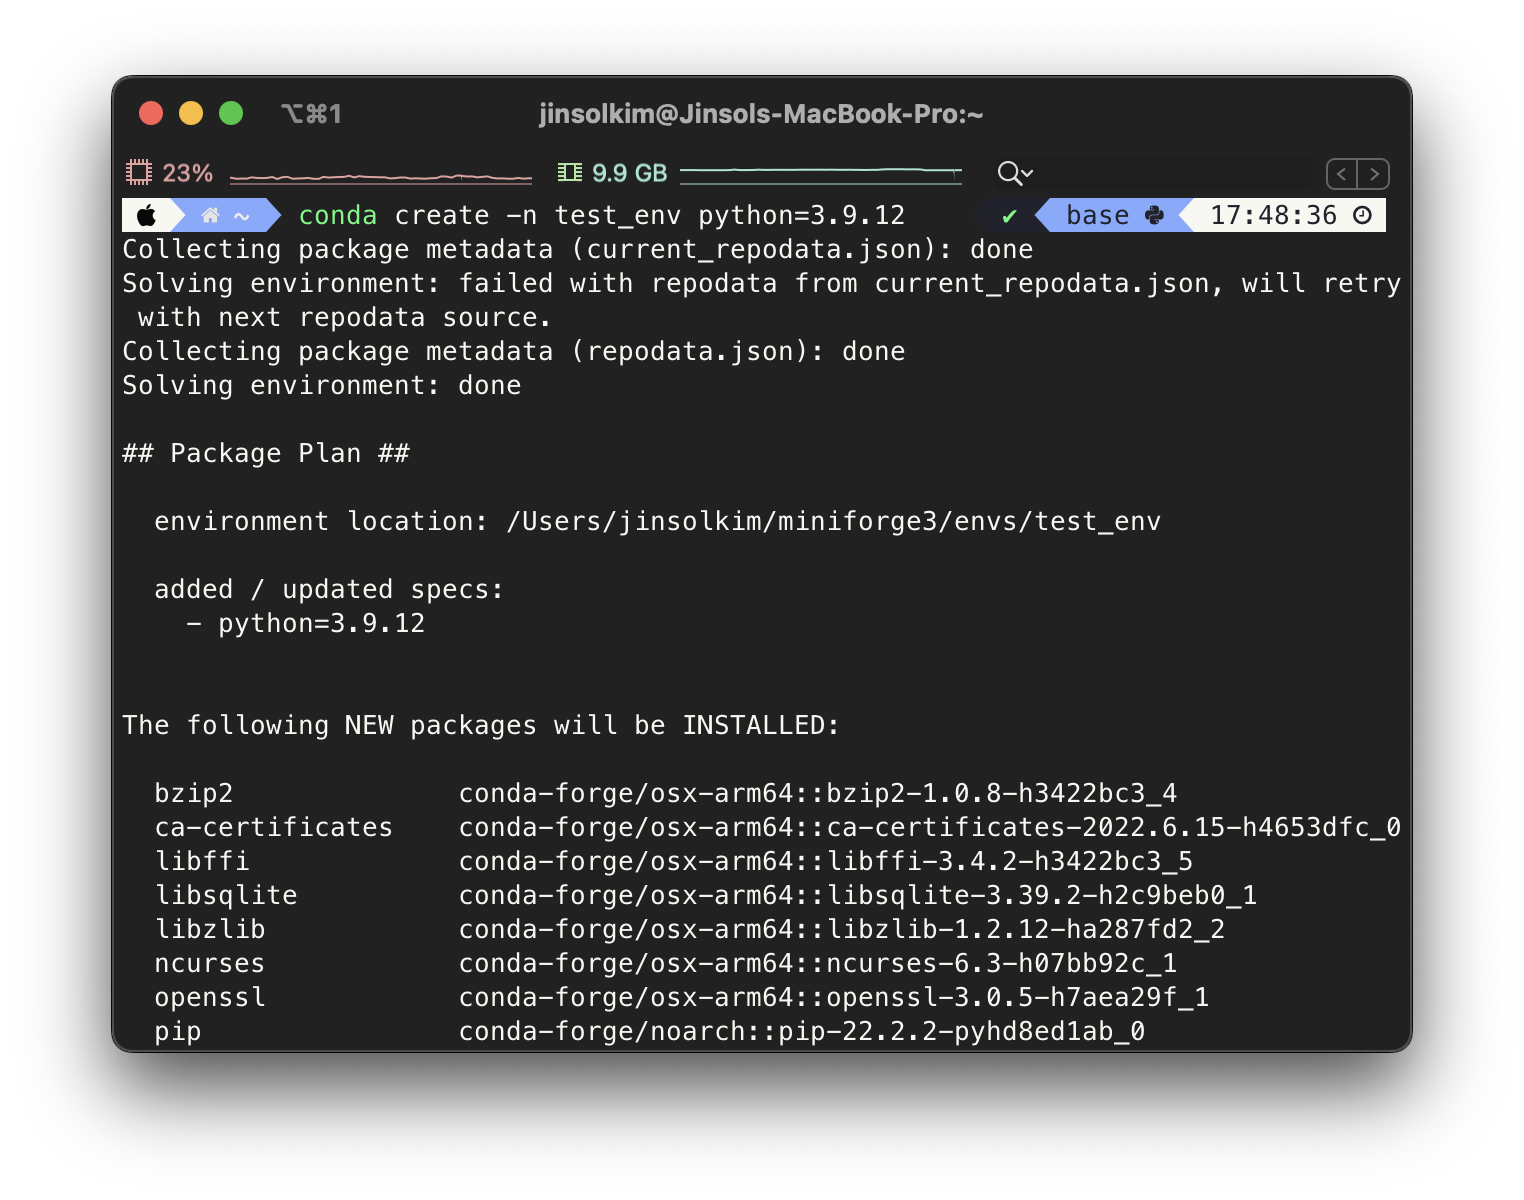 ⌥⌘1 jinsolkim@Jinsols-MacBook-Pro:~
23% 9.9 GB
~ conda create -n test_env python=3.9.12 ✔ base 17:48:36
Collecting package metadata (current_repodata.json): done
Solving environment: failed with repodata from current_repodata.json, will retry
 with next repodata source.
Collecting package metadata (repodata.json): done
Solving environment: done
## Package Plan ##
  environment location: /Users/jinsolkim/miniforge3/envs/test_env
  added / updated specs:
    - python=3.9.12
The following NEW packages will be INSTALLED:
  bzip2              conda-forge/osx-arm64::bzip2-1.0.8-h3422bc3_4
  ca-certificates    conda-forge/osx-arm64::ca-certificates-2022.6.15-h4653dfc_0
  libffi             conda-forge/osx-arm64::libffi-3.4.2-h3422bc3_5
  libsqlite          conda-forge/osx-arm64::libsqlite-3.39.2-h2c9beb0_1
  libzlib            conda-forge/osx-arm64::libzlib-1.2.12-ha287fd2_2
  ncurses            conda-forge/osx-arm64::ncurses-6.3-h07bb92c_1
  openssl            conda-forge/osx-arm64::openssl-3.0.5-h7aea29f_1
  pip                conda-forge/noarch::pip-22.2.2-pyhd8ed1ab_0